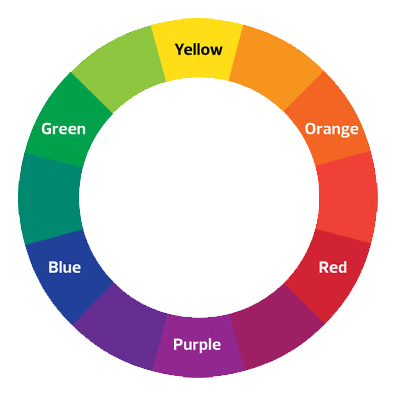 Yellow
Green
Orange
Blue
Red
Purple